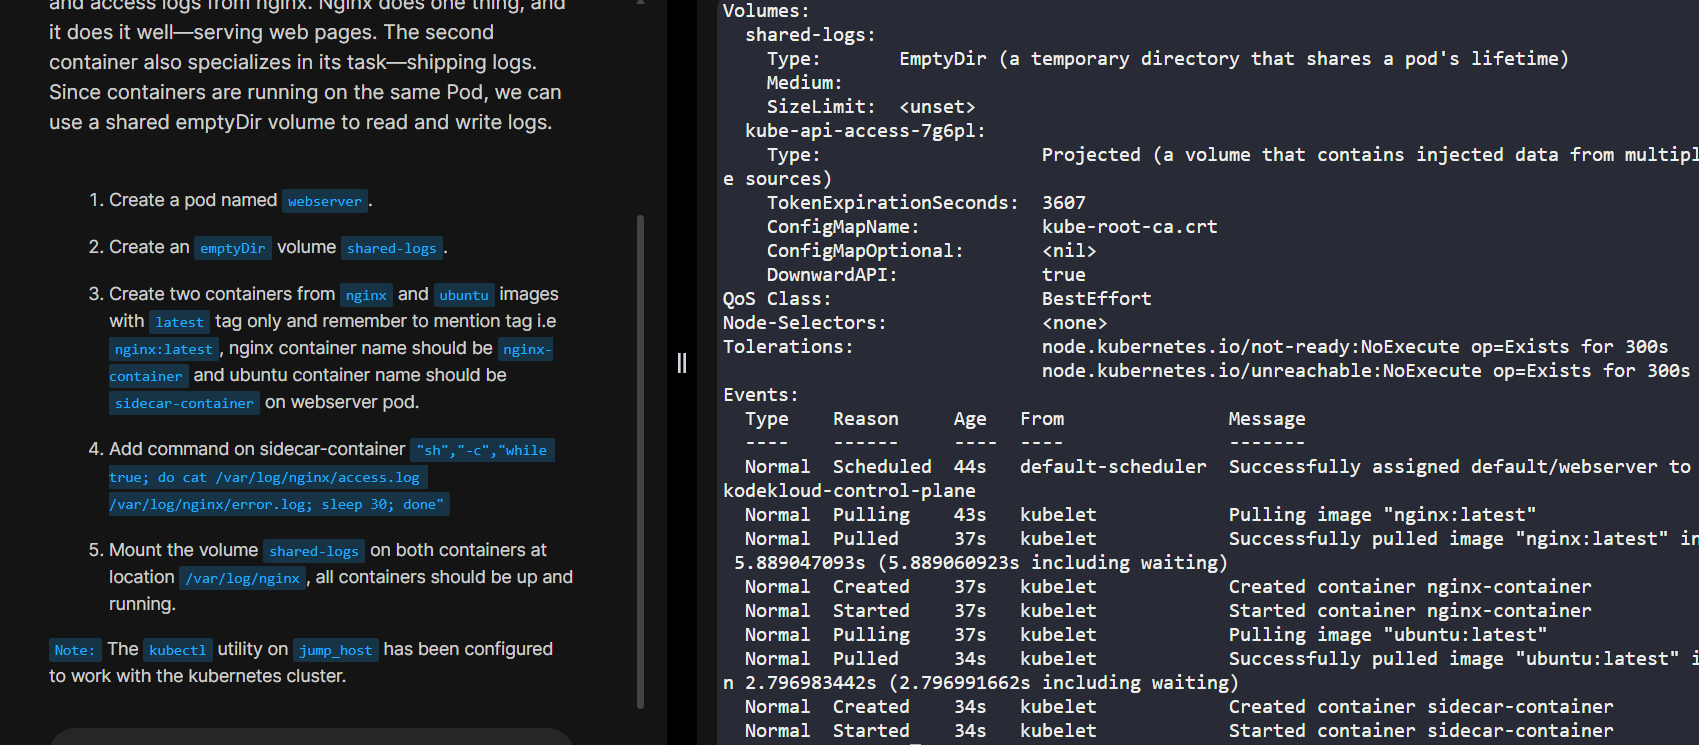 and access logs from nginx. Nginx does one thing, and
it does it well—serving web pages. The second
container also specializes in its task—shipping logs.
Since containers are running on the same Pod, we can
use a shared emptyDir volume to read and write logs.
1. Create a pod named webserver.
2. Create an emptyDir volume shared-logs.
3. Create two containers from nginx and ubuntu images
with latest tag only and remember to mention tag i.e
nginx:latest, nginx container name should be nginx-
container and ubuntu container name should be
sidecar-container on webserver pod.
4. Add command on sidecar-container "sh","-c","while
true; do cat /var/log/nginx/access.log
/var/log/nginx/error.log; sleep 30; done"
5. Mount the volume shared-logs on both containers at
location /var/log/nginx, all containers should be up and
running.
Note: The kubectl utility on jump_host has been configured
to work with the kubernetes cluster.
Volumes:
shared-logs:
Type: EmptyDir (a temporary directory that shares a pod's lifetime)
Medium:
SizeLimit: <unset>
kube-api-access-7g6pl:
Type: Projected (a volume that contains injected data from multipl
e sources)
TokenExpirationSeconds: 3607
ConfigMapName: kube-root-ca.crt
ConfigMapOptional: <nil>
DownwardAPI: true
QoS Class: BestEffort
Node-Selectors: <none>
Tolerations: node.kubernetes.io/not-ready:NoExecute op=Exists for 300s
node.kubernetes.io/unreachable:NoExecute op=Exists for 300s
Events:
Type Reason Age From Message
---- ------ ---- ---- -------
Normal Scheduled 44s default-scheduler Successfully assigned default/webserver to
kodekloud-control-plane
Normal Pulling 43s kubelet Pulling image "nginx:latest"
Normal Pulled 37s kubelet Successfully pulled image "nginx:latest" in
5.889047093s (5.889060923s including waiting)
Normal Created 37s kubelet Created container nginx-container
Normal Started 37s kubelet Started container nginx-container
Normal Pulling 37s kubelet Pulling image "ubuntu:latest"
Normal Pulled 34s kubelet Successfully pulled image "ubuntu:latest" i
n 2.796983442s (2.796991662s including waiting)
Normal Created 34s kubelet Created container sidecar-container
Normal Started 34s kubelet Started container sidecar-container